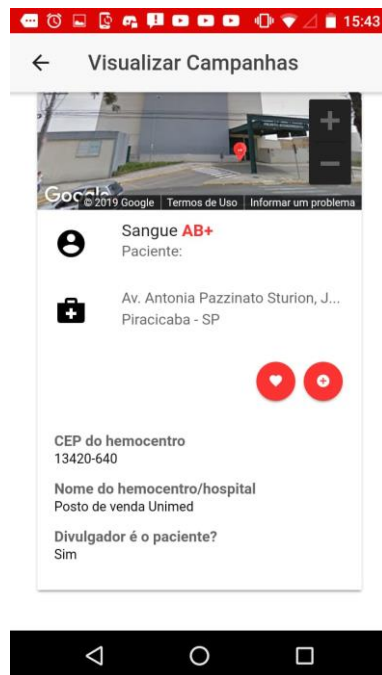 15:43
Visualizar Campanhas
Google
© 2019 Google
Termos de Uso
Informar um problema
Sangue AB+
Paciente:
Av. Antonia Pazzinato Sturion, J...
Piracicaba - SP
CEP do hemocentro
13420-640
Nome do hemocentro/hospital
Posto de venda Unimed
Divulgador é o paciente?
Sim